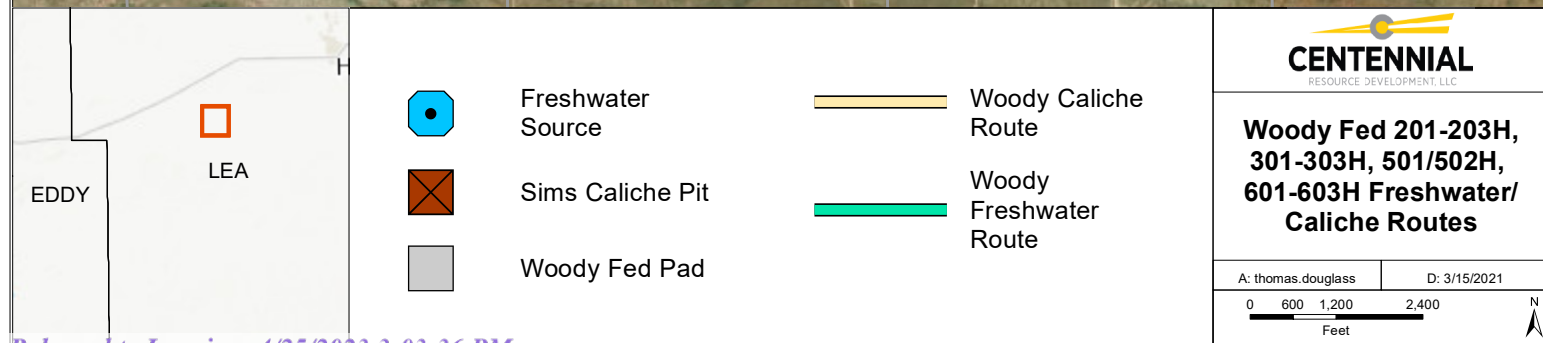 H
LEA
EDDY
Freshwater
Source
Sims Caliche Pit
Woody Fed Pad
Woody Caliche
Route
Woody
Freshwater
Route
CENTENNIAL
RESOURCE DEVELOPMENT, LLC
Woody Fed 201-203H,
301-303H, 501/502H,
601-603H Freshwater/
Caliche Routes
A: thomas.douglass D: 3/15/2021
0 600 1,200 2,400
Feet
N